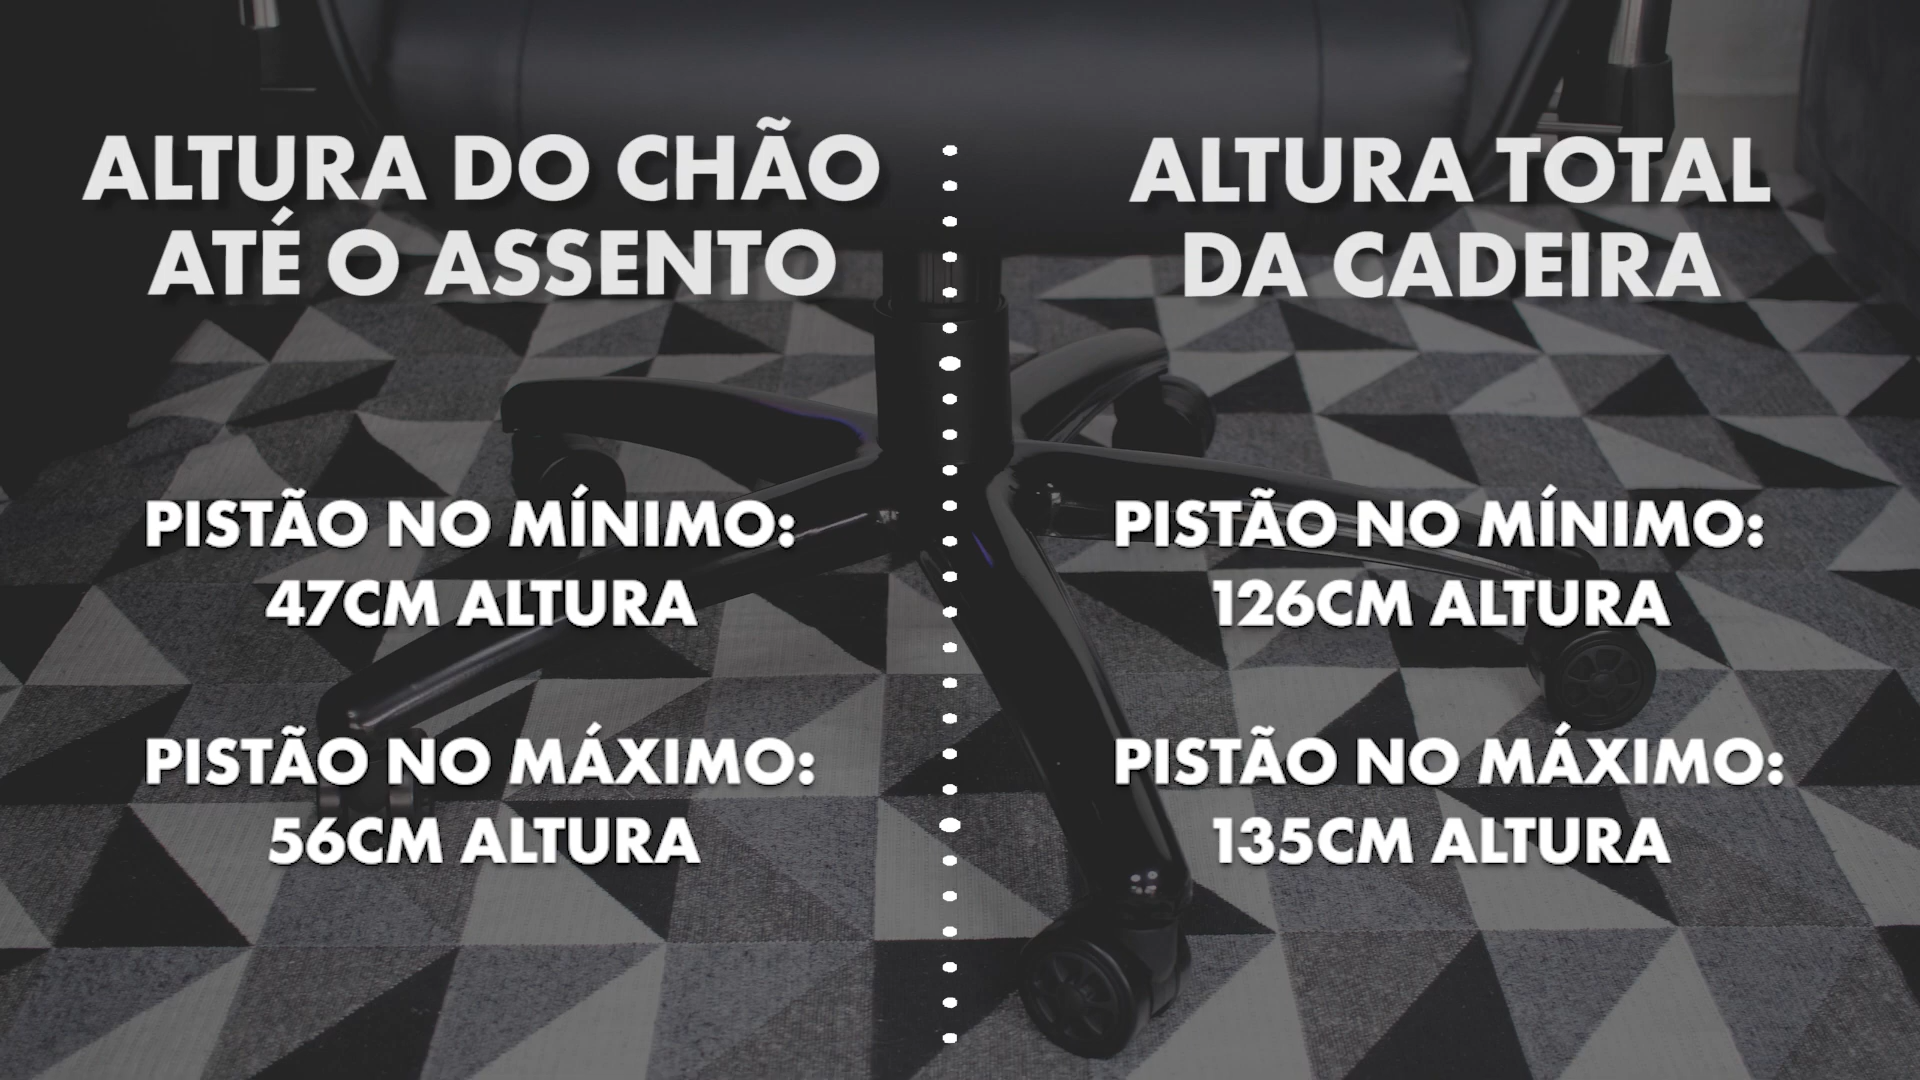 ALTURA DO CHÃO
ATÉ O ASSENTO
PISTÃO NO MÍNIMO:
47CM ALTURA
PISTÃO NO MÁXIMO:
56CM ALTURA
ALTURA TOTAL
DA CADEIRA
PISTÃO NO MÍNIMO:
126CM ALTURA
PISTÃO NO MÁXIMO:
135CM ALTURA